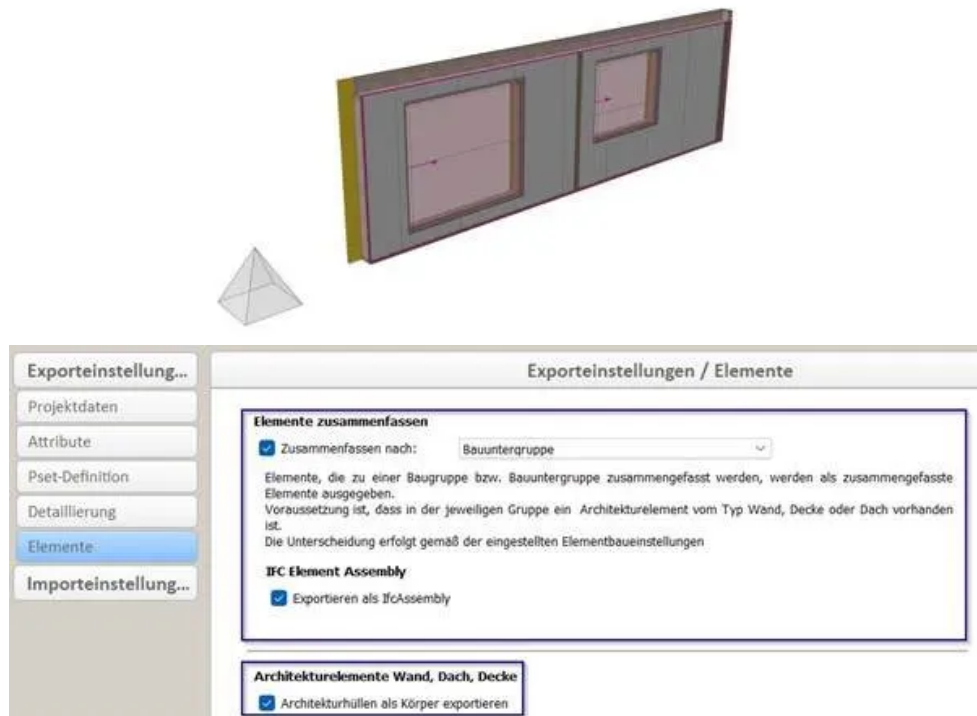 Exporteinstellung...
Projektdaten
Attribute
Pset-Definition
Detaillierung
Elemente
Importeinstellung...
Exporteinstellungen / Elemente
Elemente zusammenfassen
Zusammenfassen nach:
Bauuntergruppe
Elemente, die zu einer Baugruppe bzw. Bauuntergruppe zusammengefasst werden, werden als zusammengefasste
Elemente ausgegeben.
Voraussetzung ist, dass in der jeweiligen Gruppe ein Architekturelement vom Typ Wand, Decke oder Dach vorhanden
ist.
Die Unterscheidung erfolgt gemäß der eingestellten Elementbaueinstellungen
IFC Element Assembly
Exportieren als IfcAssembly
Architekturelemente Wand, Dach, Decke
Architekturhüllen als Körper exportieren